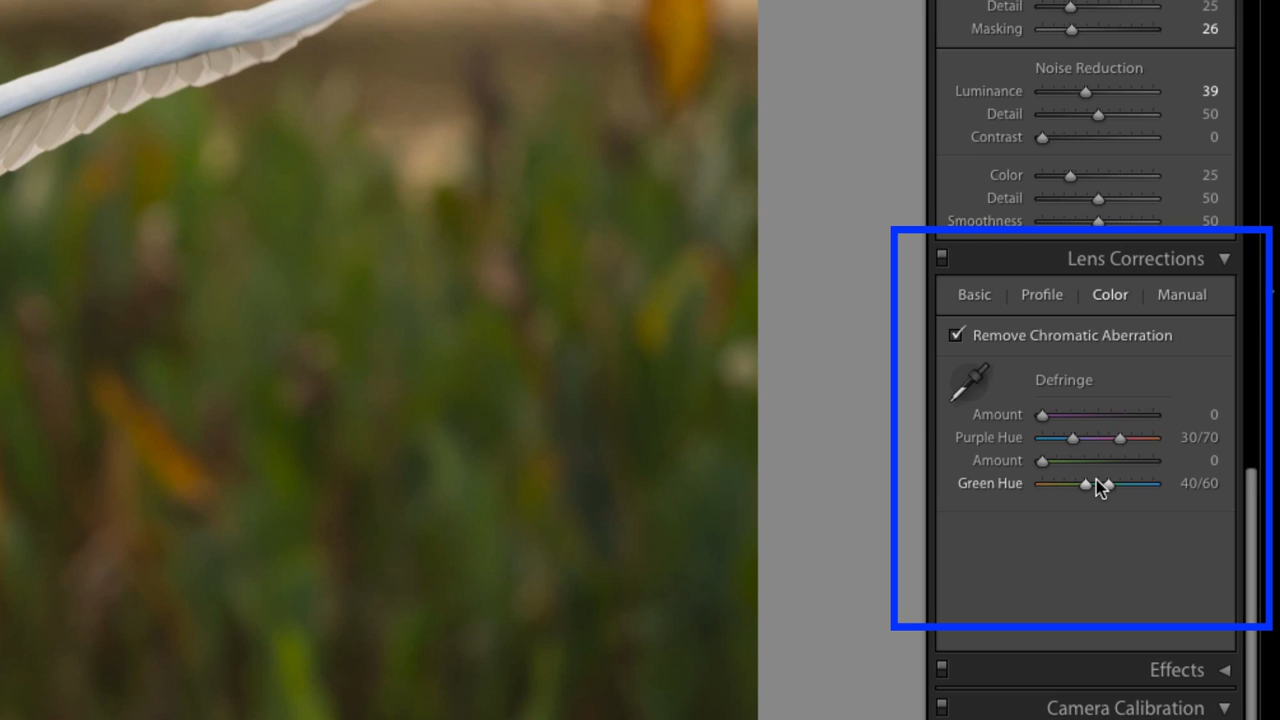 Detail 25
Masking 26
Noise Reduction
Luminance 39
Detail 50
Contrast 0
Color 25
Detail 50
Smoothness 50
Lens Corrections
Basic Profile Color Manual
Remove Chromatic Aberration
Defringe
Amount 0
Purple Hue 30/70
Amount 0
Green Hue 40/60
Effects
Camera Calibration